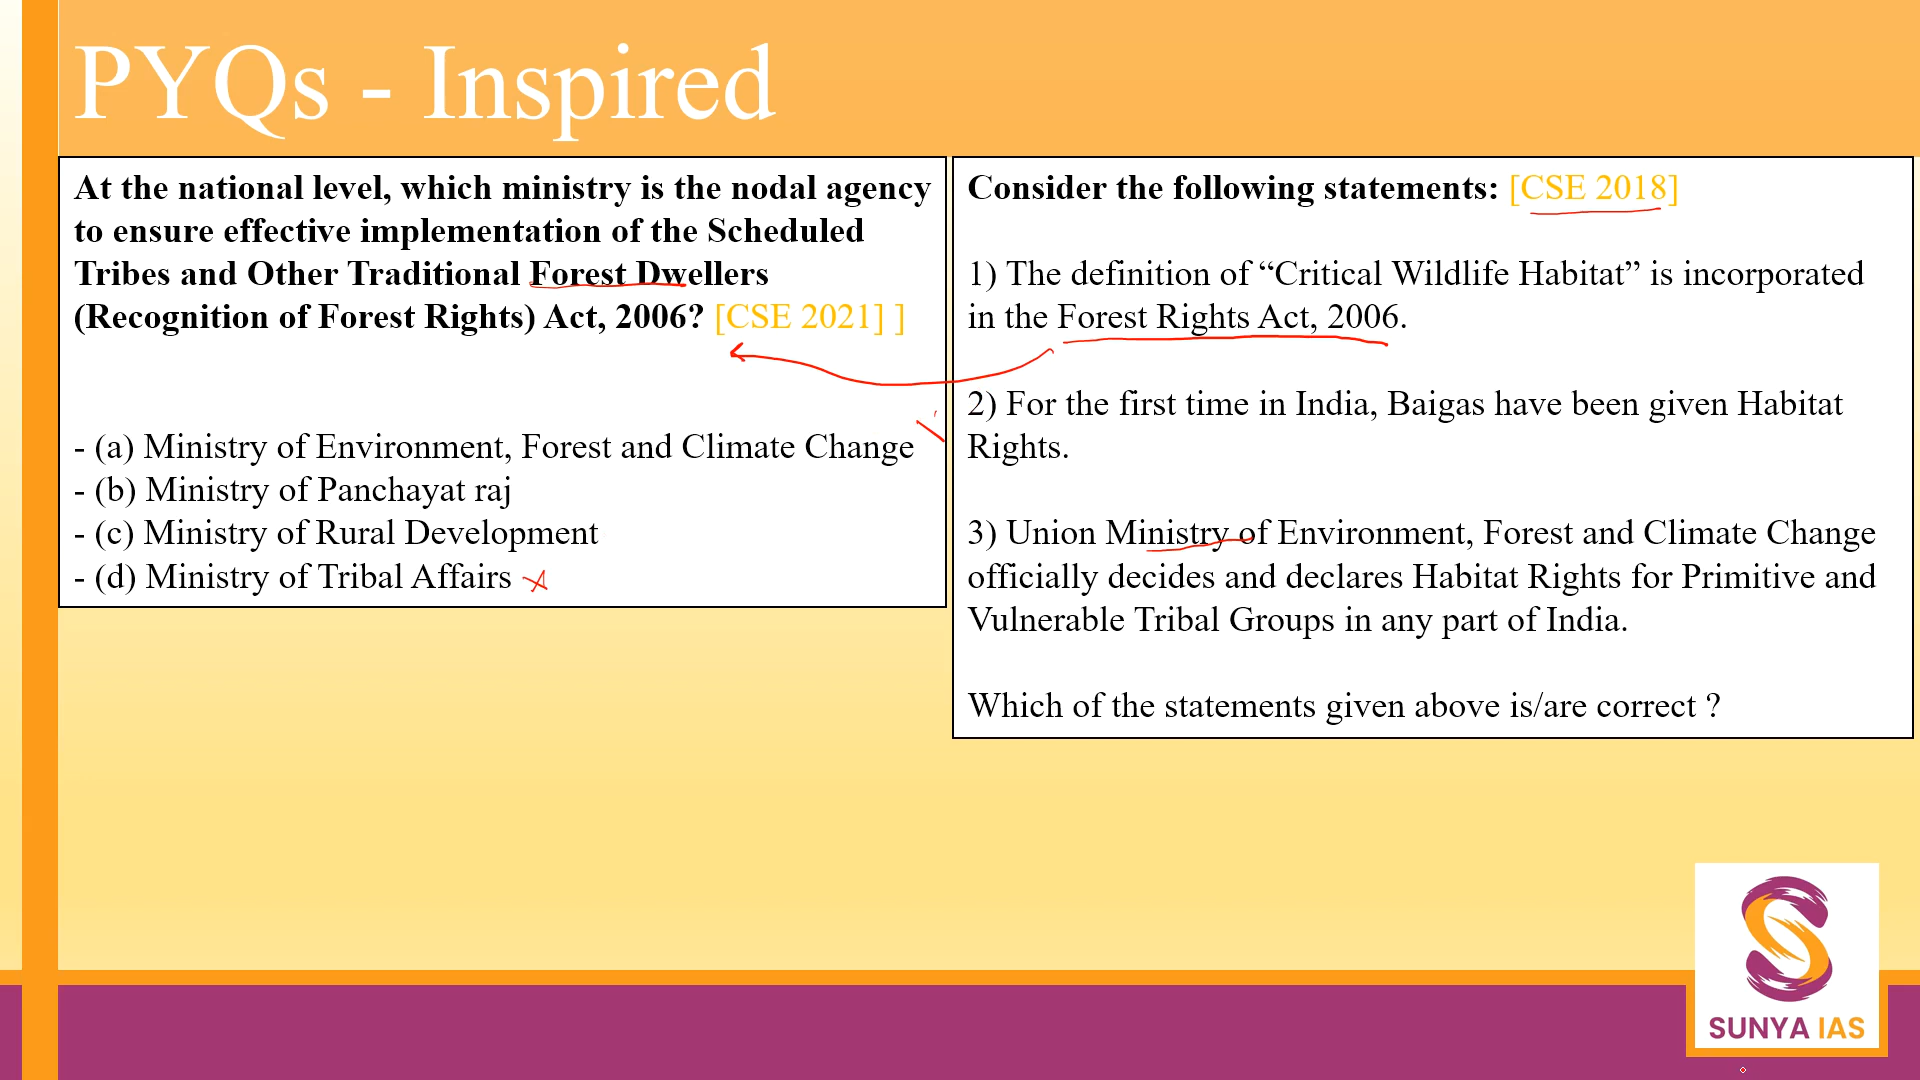 PYQs - Inspired
At the national level, which ministry is the nodal agency
to ensure effective implementation of the Scheduled
Tribes and Other Traditional Forest Dwellers
(Recognition of Forest Rights) Act, 2006? [CSE 2021] ]
- (a) Ministry of Environment, Forest and Climate Change
- (b) Ministry of Panchayat raj
- (c) Ministry of Rural Development
- (d) Ministry of Tribal Affairs
Consider the following statements: [CSE 2018]
1) The definition of “Critical Wildlife Habitat” is incorporated
in the Forest Rights Act, 2006.
2) For the first time in India, Baigas have been given Habitat
Rights.
3) Union Ministry of Environment, Forest and Climate Change
officially decides and declares Habitat Rights for Primitive and
Vulnerable Tribal Groups in any part of India.
Which of the statements given above is/are correct ?
SUNYA IAS